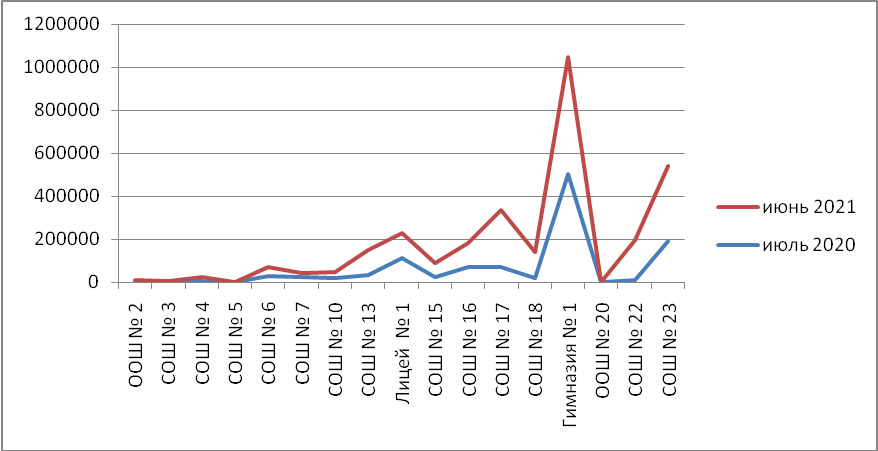 1200000
1000000
800000
600000
400000
200000
0
ООШ № 2
СОШ № 3
СОШ № 4
СОШ № 5
СОШ № 6
СОШ № 7
СОШ № 10
СОШ № 13
Лицей № 1
СОШ № 15
СОШ № 16
СОШ № 17
СОШ № 18
Гимназия № 1
ООШ № 20
СОШ № 22
СОШ № 23
июнь 2021
июль 2020